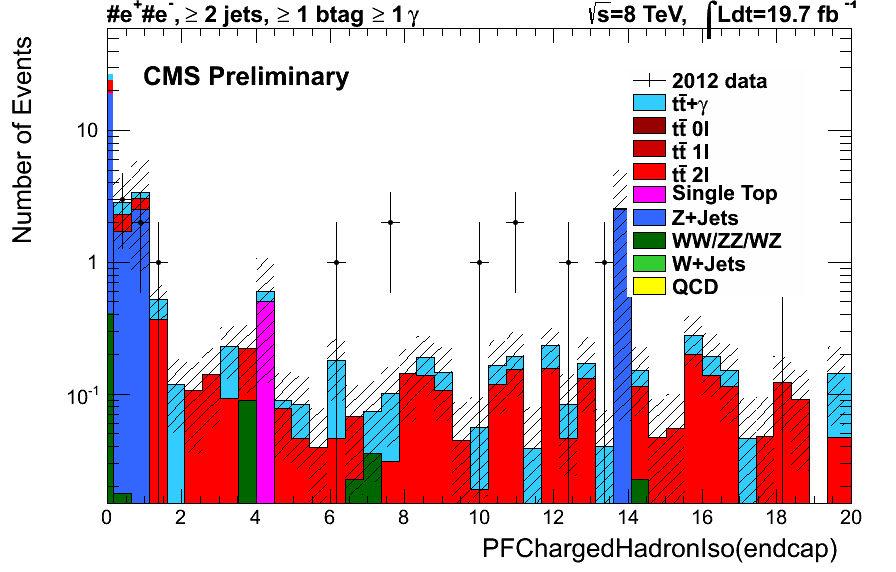 #e⁺#e⁻, ≥ 2 jets, ≥ 1 btag ≥ 1 γ √s=8 TeV, ∫Ldt=19.7 fb⁻¹
CMS Preliminary
2012 data
tt̄+γ
tt̄ 0l
tt̄ 1l
tt̄ 2l
Single Top
Z+Jets
WW/ZZ/WZ
W+Jets
QCD
Number of Events
10
1
10⁻¹
0 2 4 6 8 10 12 14 16 18 20
PFChargedHadronIso(endcap)